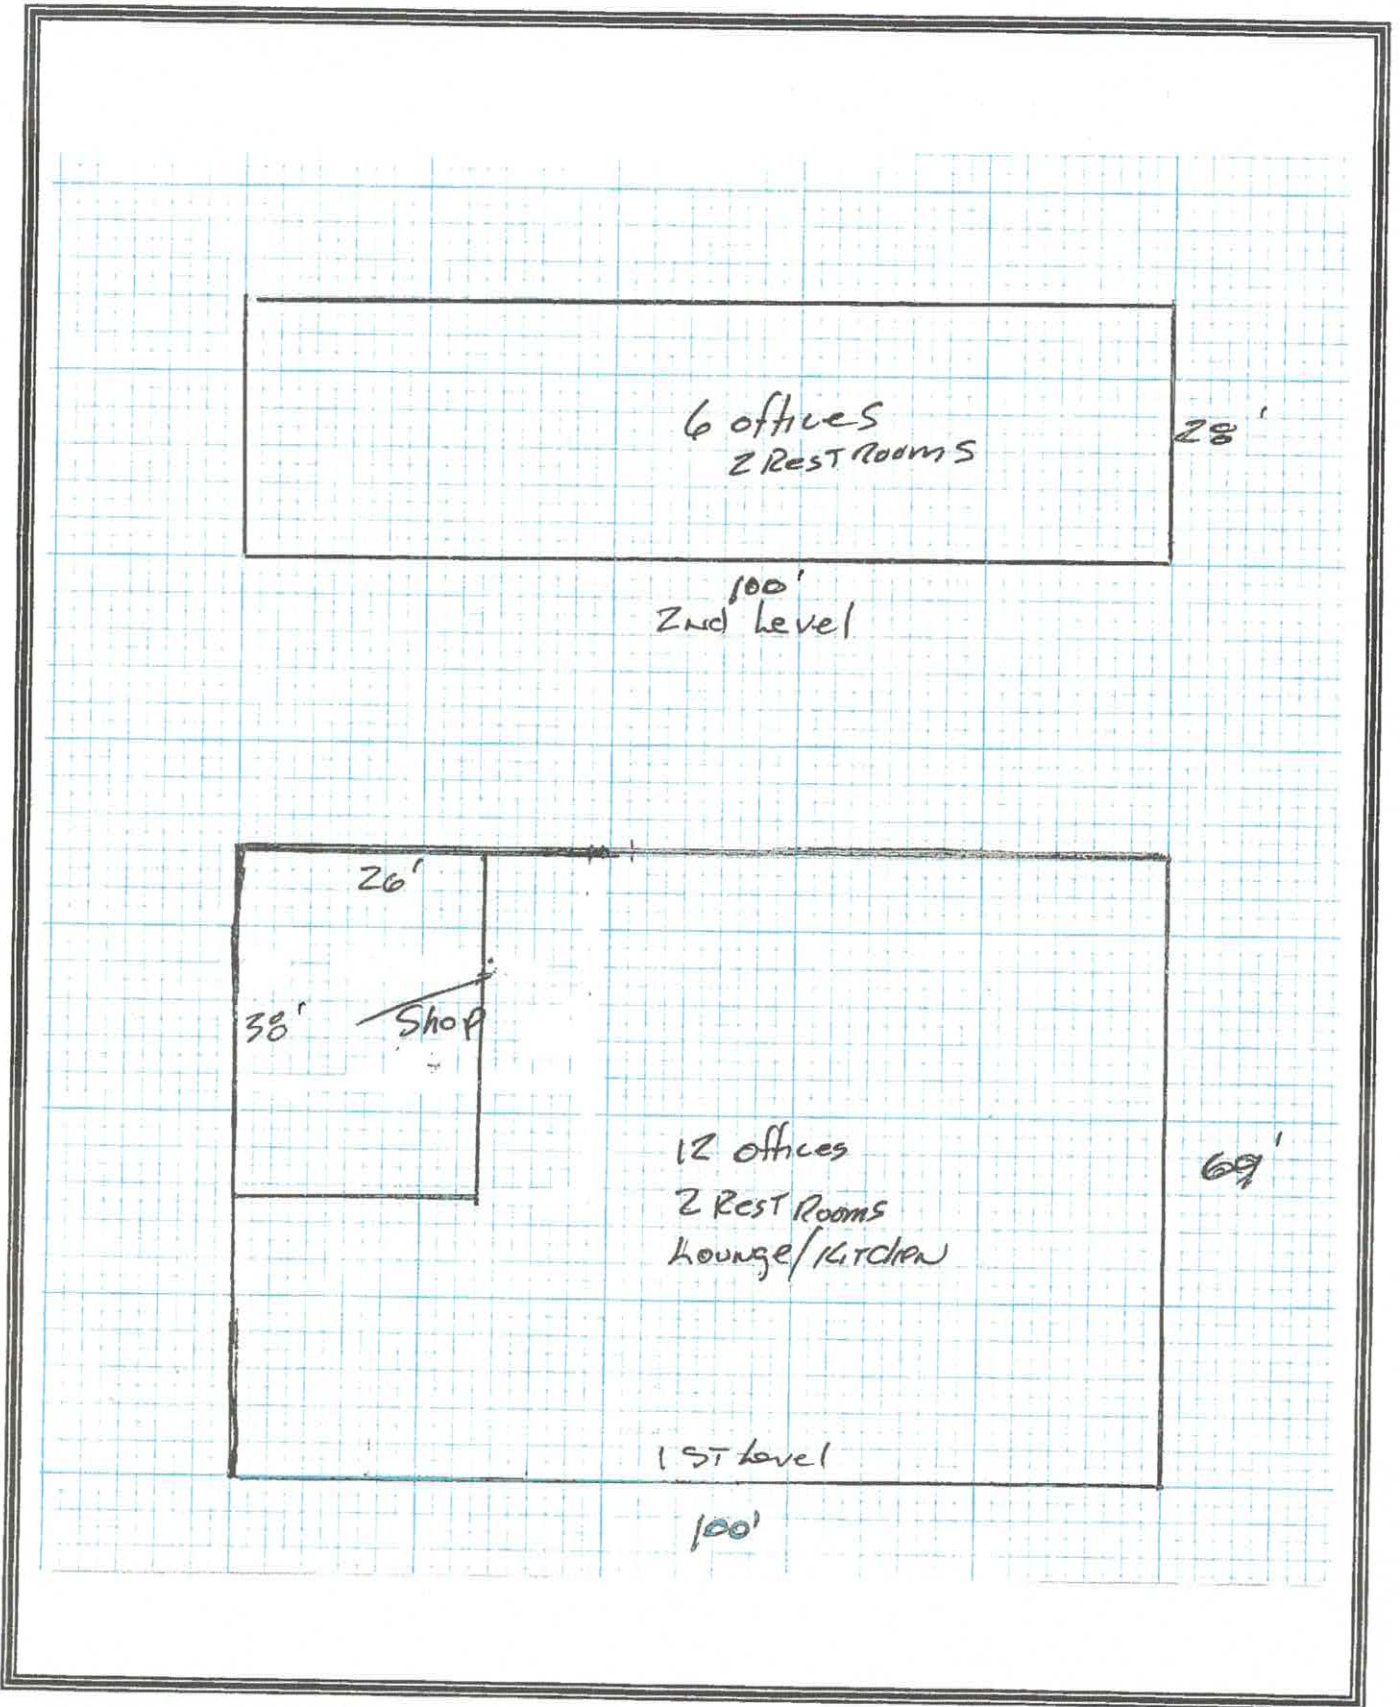 6 offices
2 Rest Rooms
28'
100'
2nd Level
26'
38'
Shop
12 offices
2 Rest Rooms
Lounge/Kitchen
69'
1st Level
100'